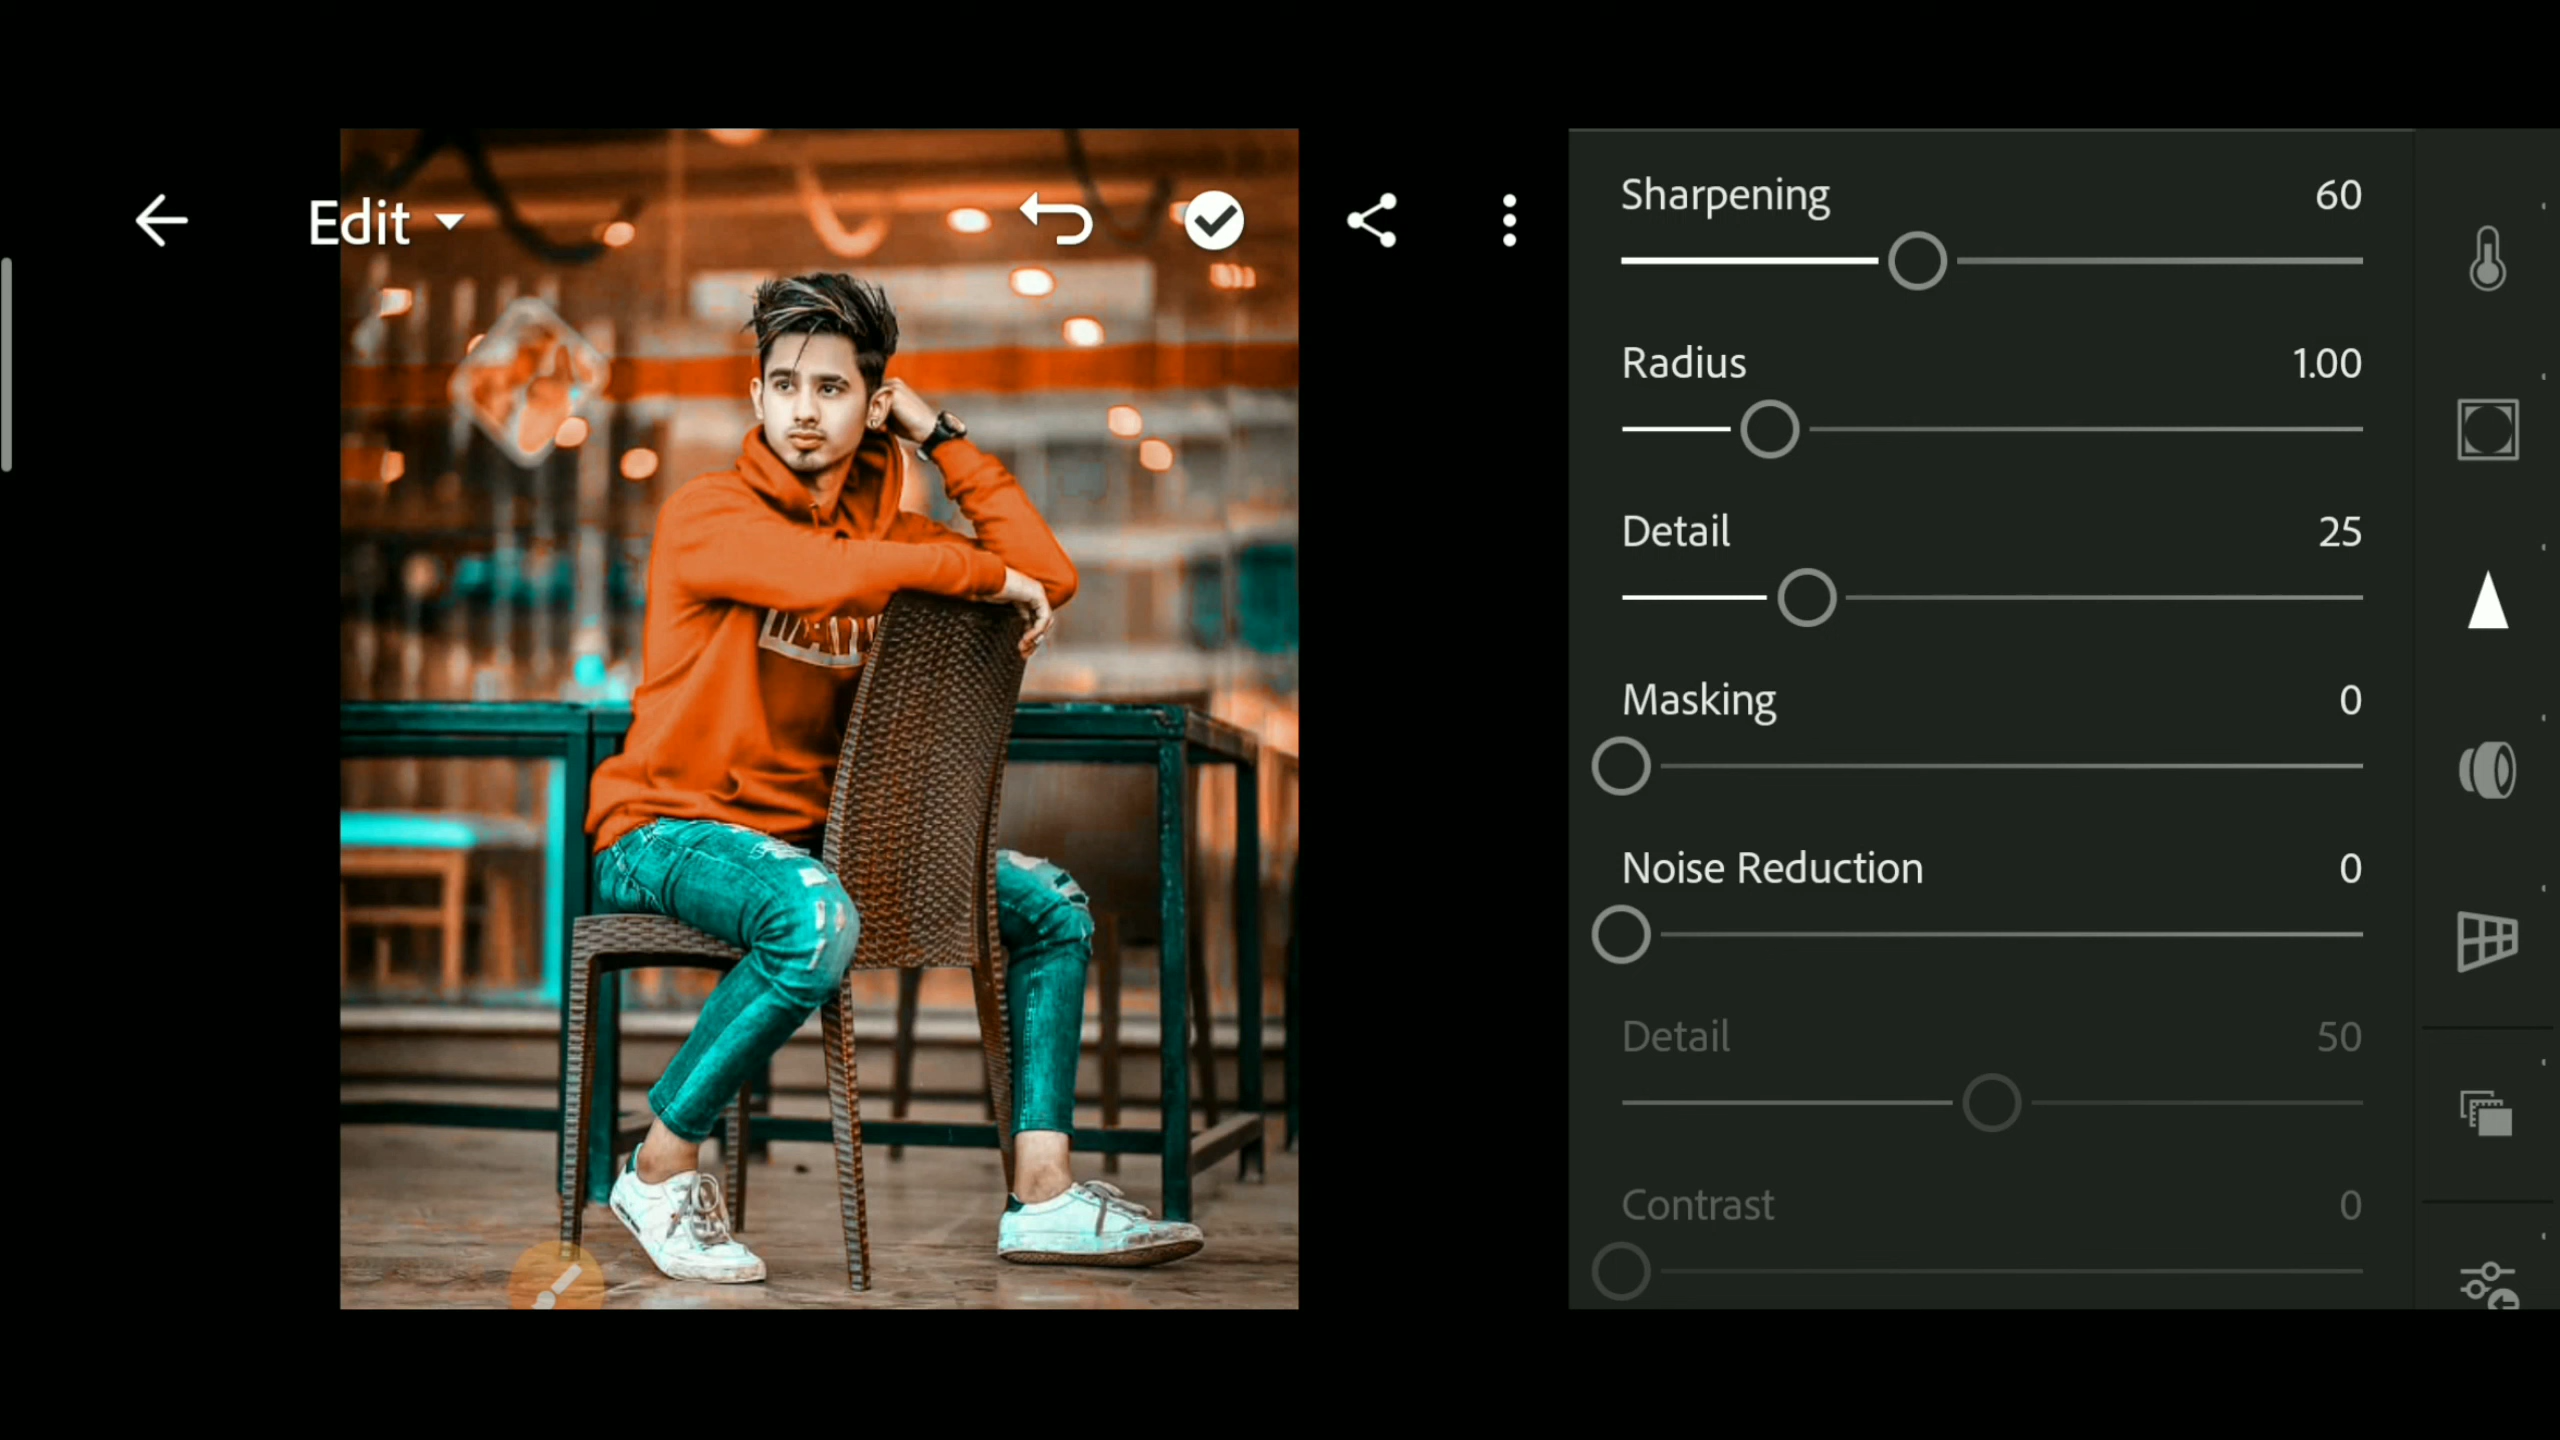 Edit
Sharpening 60
Radius 1.00
Detail 25
Masking 0
Noise Reduction 0
Detail 50
Contrast 0